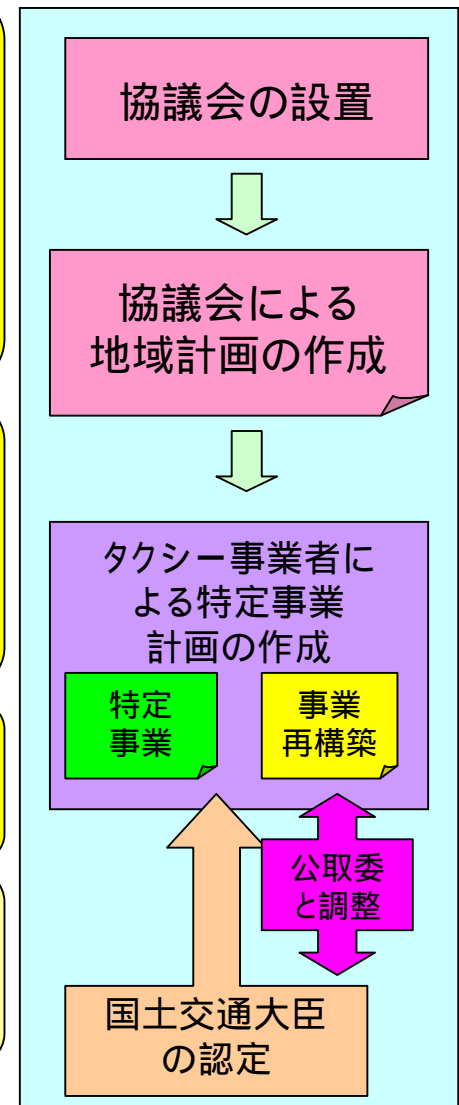 協議会の設置
協議会による
地域計画の作成
タクシー事業者に
よる特定事業
計画の作成
特定
事業
事業
再構築
公取委
と調整
国土交通大臣
の認定